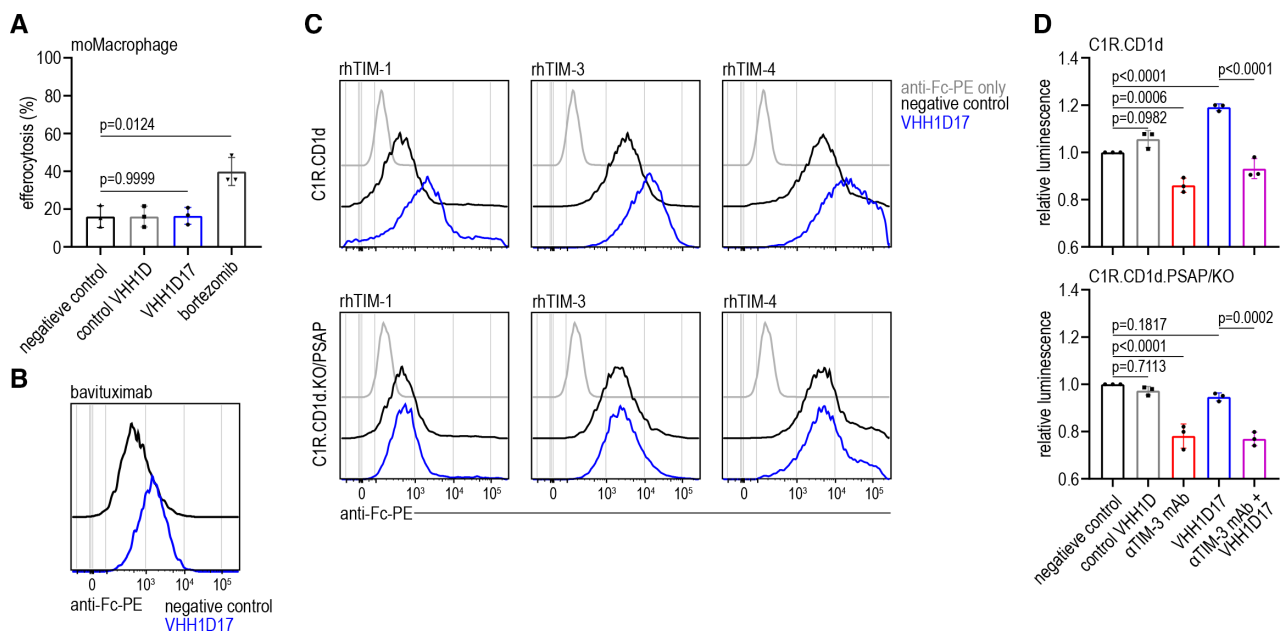 A
moMacrophage
efferocytosis (%)
100
80
60
40
20
0
p=0.0124
p=0.9999
negatieve control
control VHH1D
VHH1D17
bortezomib
B
bavituximab
0
10³
10⁴
10⁵
anti-Fc-PE
negative control
VHH1D17
C
rhTIM-1
rhTIM-3
rhTIM-4
anti-Fc-PE only
negative control
VHH1D17
C1R.CD1d
rhTIM-1
rhTIM-3
rhTIM-4
C1R.CD1d.KO/PSAP
0 10³ 10⁴ 10⁵
0 10³ 10⁴ 10⁵
0 10³ 10⁴ 10⁵
anti-Fc-PE
D
C1R.CD1d
relative luminescence
1.4
1.2
1.0
0.8
0.6
p<0.0001
p<0.0001
p=0.0006
p=0.0982
C1R.CD1d.PSAP/KO
relative luminescence
1.4
1.2
1.0
0.8
0.6
p=0.0002
p=0.1817
p<0.0001
p=0.7113
negatieve control
control VHH1D
αTIM-3 mAb
VHH1D17
αTIM-3 mAb +
VHH1D17